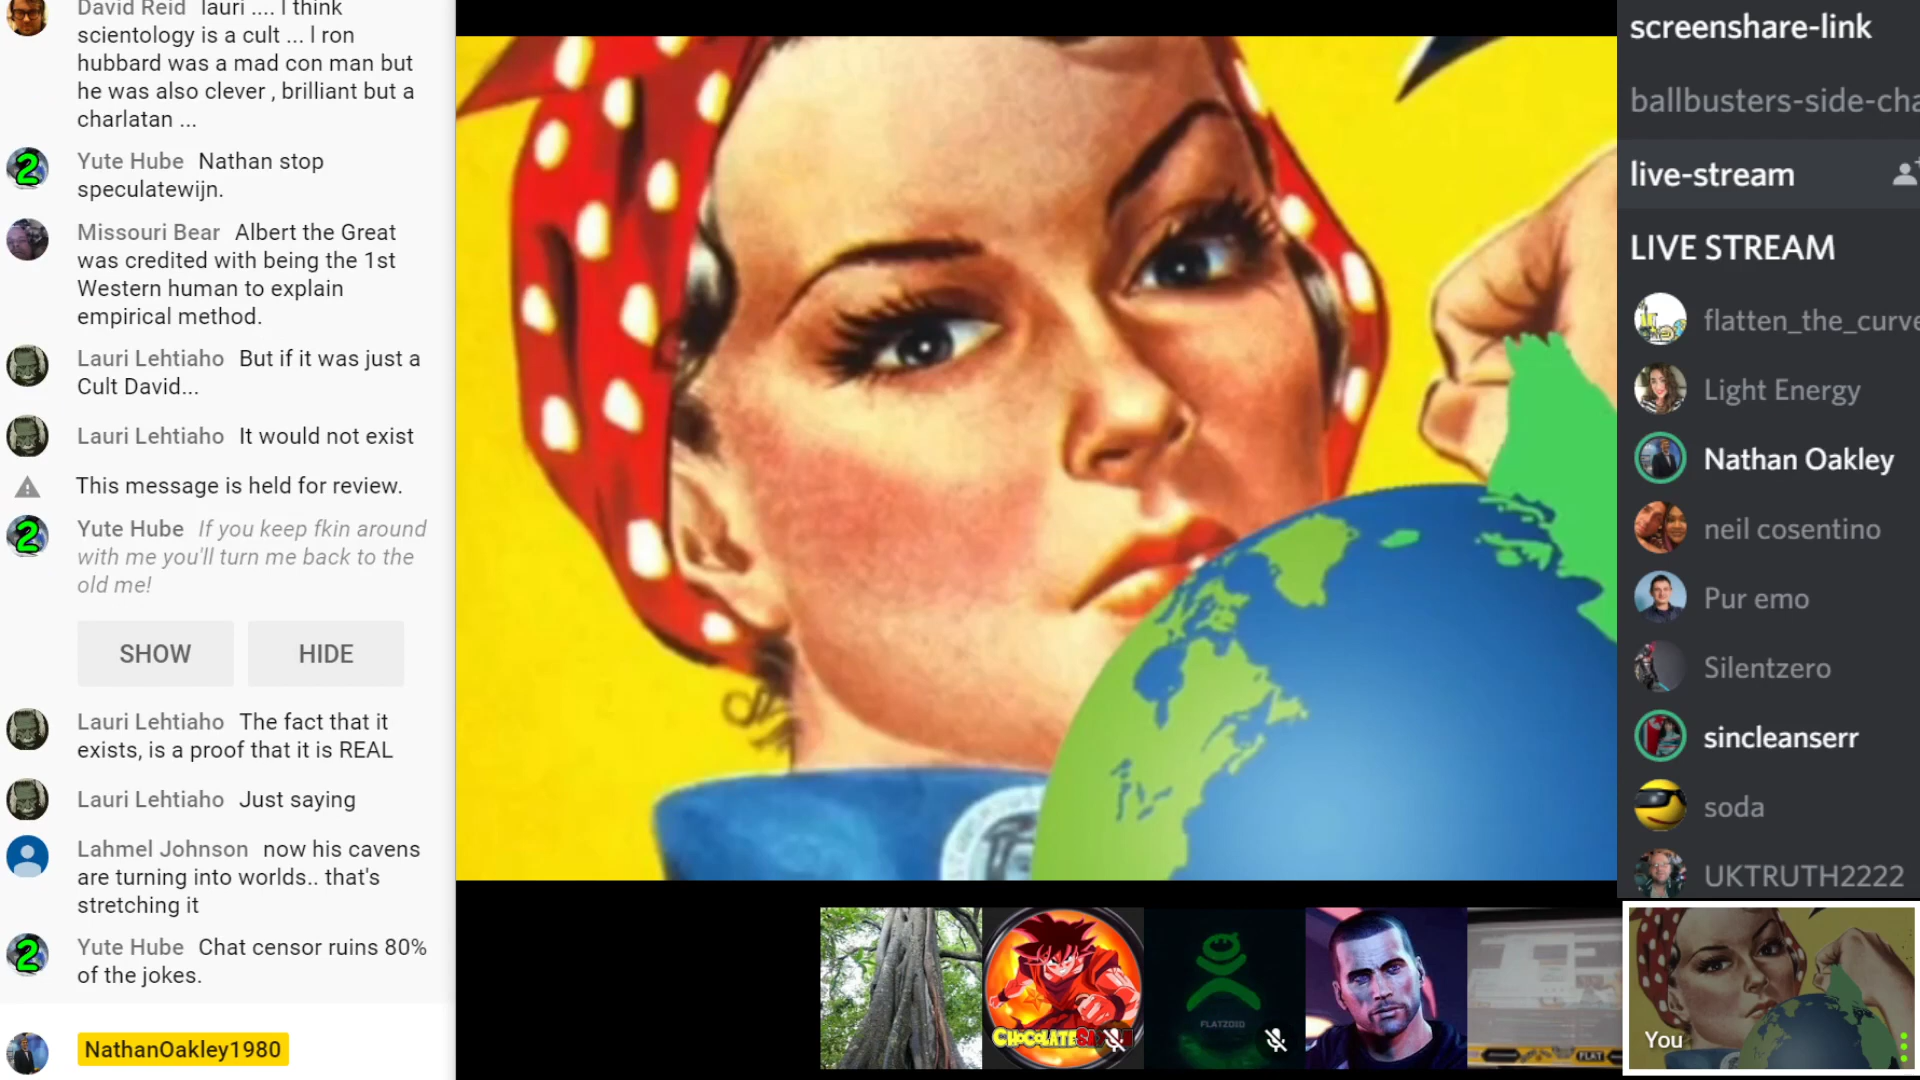 David Reid lauri .... I think
scientology is a cult ... l ron
hubbard was a mad con man but
he was also clever , brilliant but a
charlatan ...
Yute Hube Nathan stop
speculatewijn.
Missouri Bear Albert the Great
was credited with being the 1st
Western human to explain
empirical method.
Lauri Lehtiaho But if it was just a
Cult David...
Lauri Lehtiaho It would not exist
This message is held for review.
Yute Hube If you keep fkin around
with me you'll turn me back to the
old me!
SHOW HIDE
Lauri Lehtiaho The fact that it
exists, is a proof that it is REAL
Lauri Lehtiaho Just saying
Lahmel Johnson now his cavens
are turning into worlds.. that's
stretching it
Yute Hube Chat censor ruins 80%
of the jokes.
NathanOakley1980
screenshare-link
ballbusters-side-cha
live-stream
LIVE STREAM
flatten_the_curve
Light Energy
Nathan Oakley
neil cosentino
Pur emo
Silentzero
sincleanserr
soda
UKTRUTH2222
FLATZOID
FLAT
You